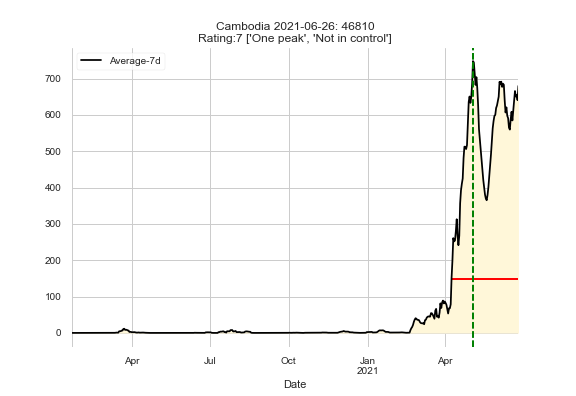 Cambodia 2021-06-26: 46810
Rating:7 ['One peak', 'Not in control']
Average-7d
700
600
500
400
300
200
100
0
Apr
Jul
Oct
Jan
2021
Apr
Date